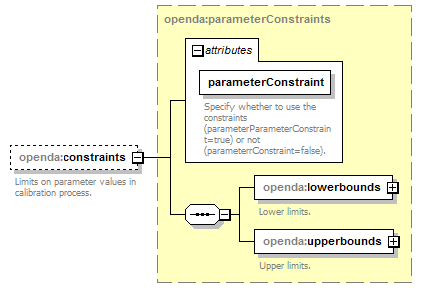 openda:parameterConstraints
attributes
parameterConstraint
Specify whether to use the
constraints
(parameterParameterConstrain
t=true) or not
(parameterrConstraint=false).
openda:constraints
Limits on parameter values in
calibration process.
openda:lowerbounds
Lower limits.
openda:upperbounds
Upper limits.